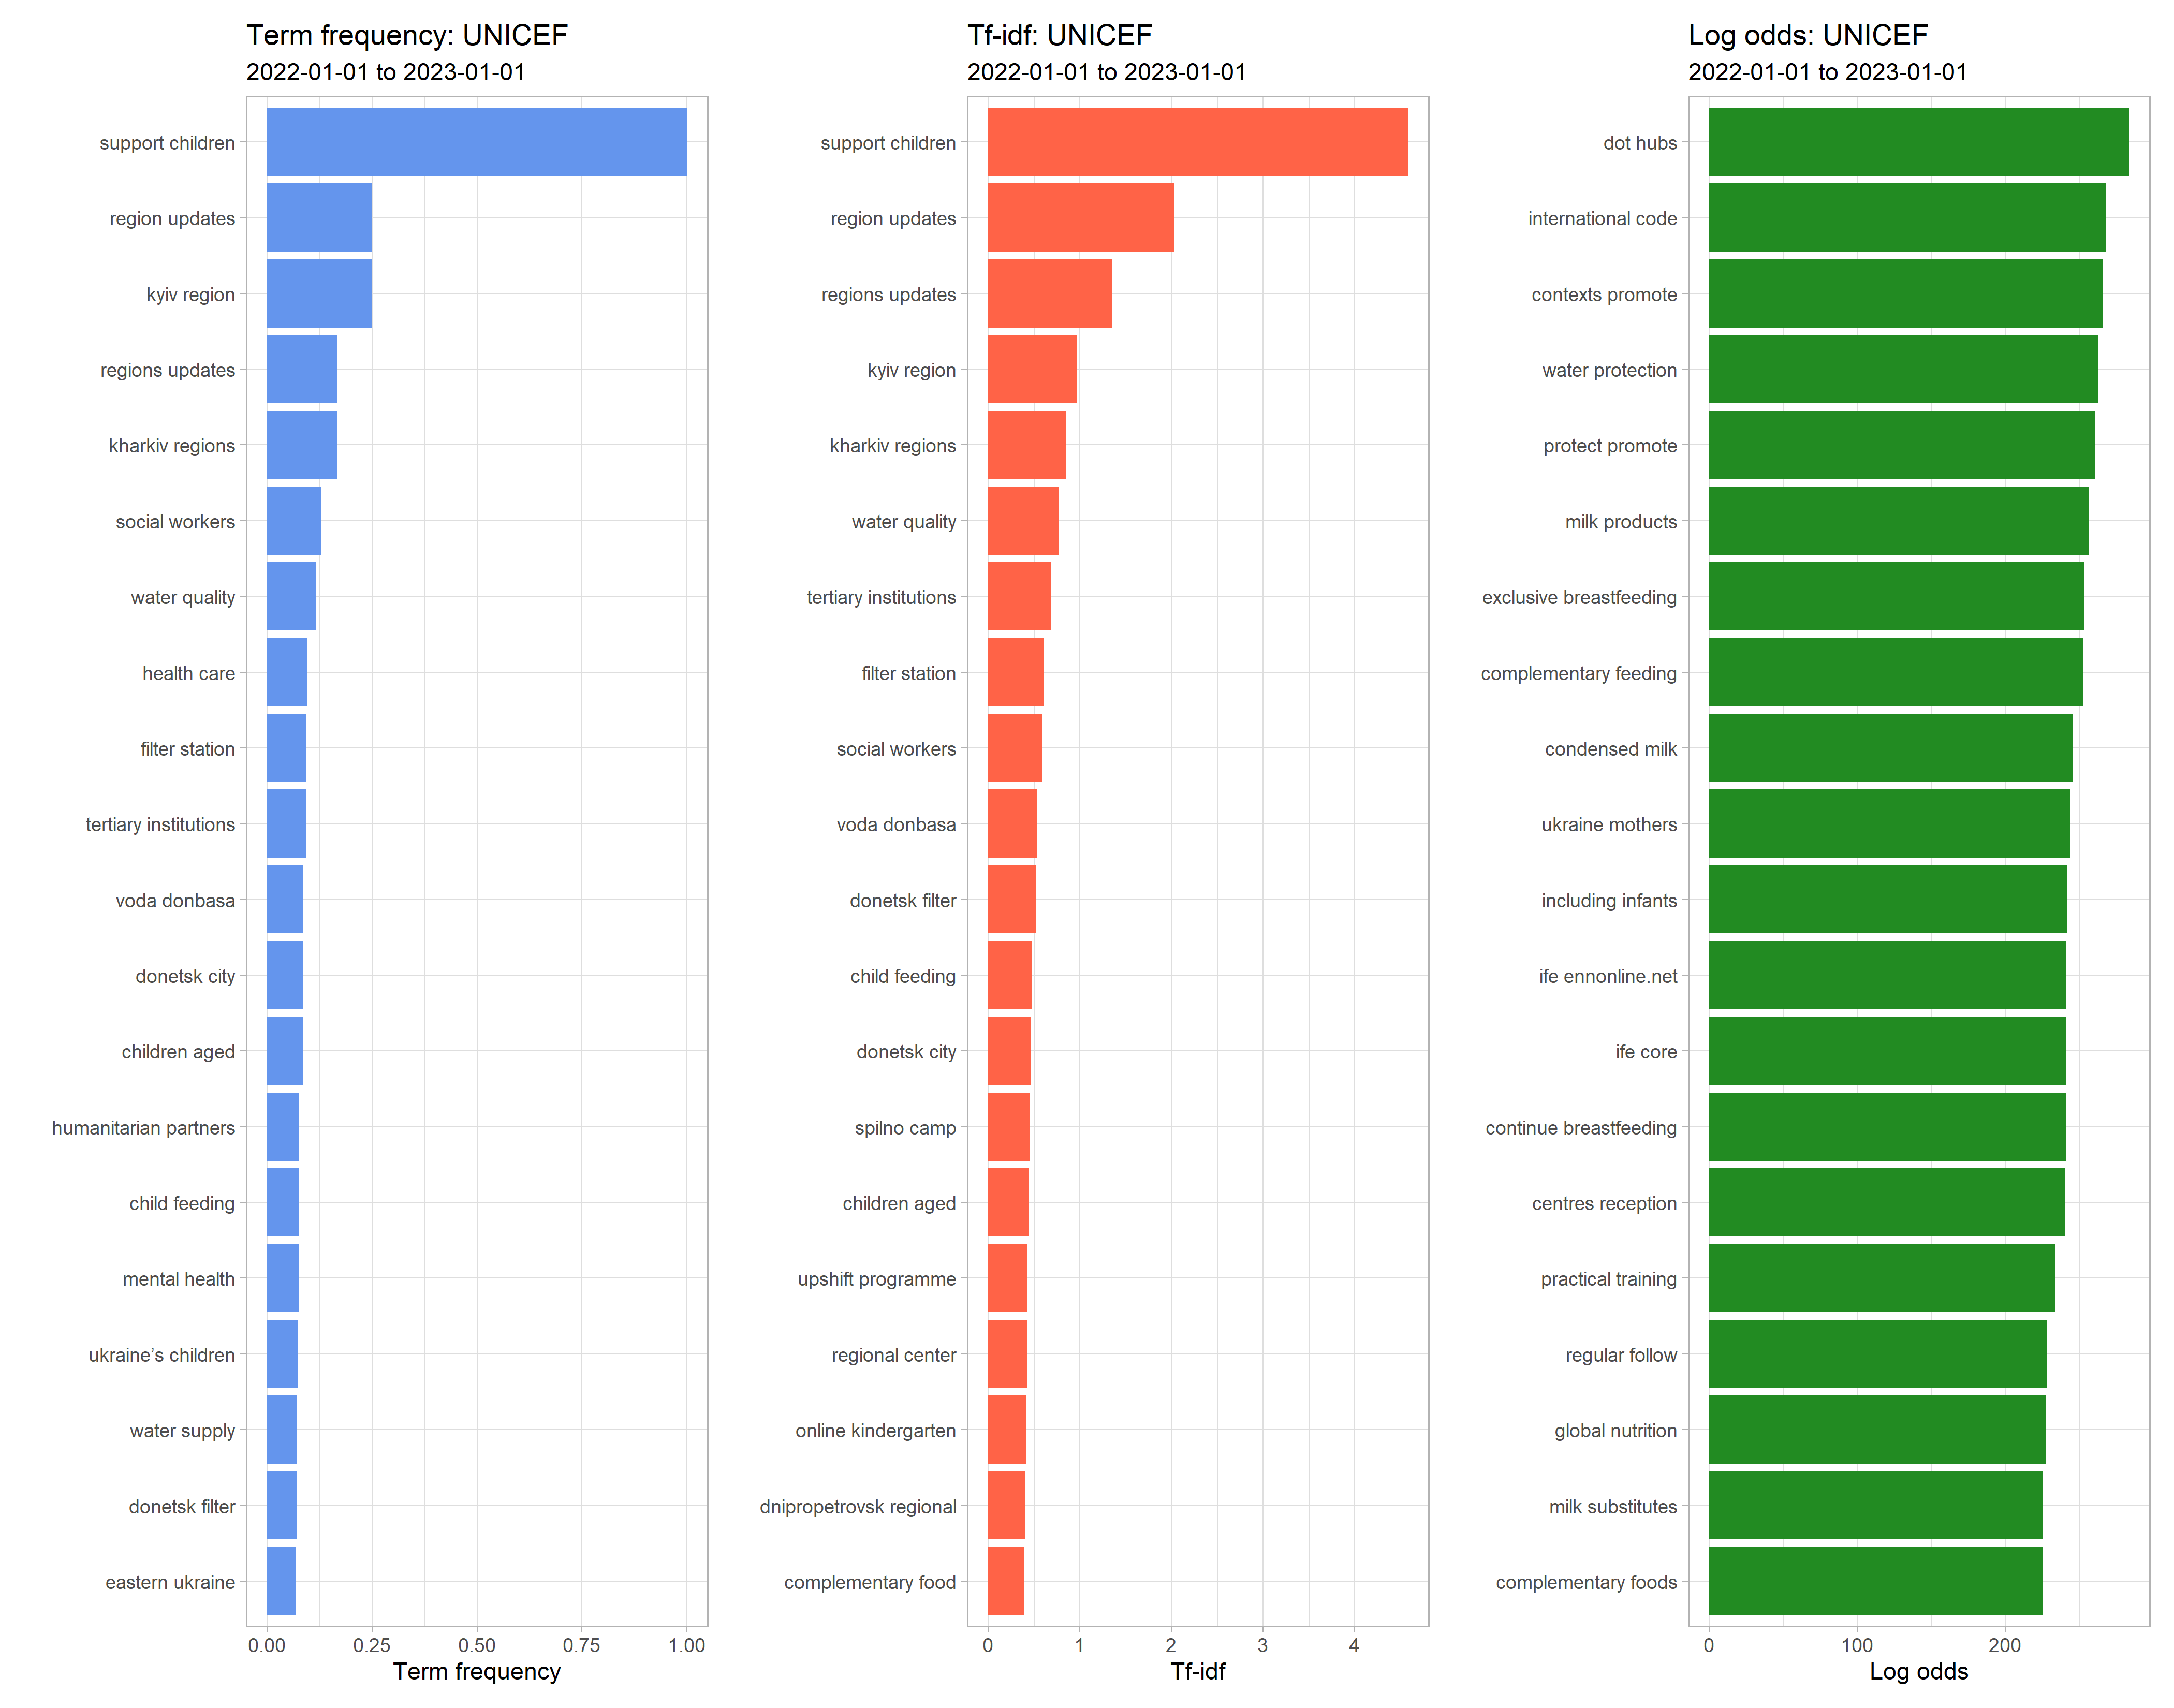 Term frequency: UNICEF
2022-01-01 to 2023-01-01
support children
region updates
kyiv region
regions updates
kharkiv regions
social workers
water quality
health care
filter station
tertiary institutions
voda donbasa
donetsk city
children aged
humanitarian partners
child feeding
mental health
ukraine’s children
water supply
donetsk filter
eastern ukraine
0.00 0.25 0.50 0.75 1.00
Term frequency
Tf-idf: UNICEF
2022-01-01 to 2023-01-01
support children
region updates
regions updates
kyiv region
kharkiv regions
water quality
tertiary institutions
filter station
social workers
voda donbasa
donetsk filter
child feeding
donetsk city
spilno camp
children aged
upshift programme
regional center
online kindergarten
dnipropetrovsk regional
complementary food
0 1 2 3 4
Tf-idf
Log odds: UNICEF
2022-01-01 to 2023-01-01
dot hubs
international code
contexts promote
water protection
protect promote
milk products
exclusive breastfeeding
complementary feeding
condensed milk
ukraine mothers
including infants
ife ennonline.net
ife core
continue breastfeeding
centres reception
practical training
regular follow
global nutrition
milk substitutes
complementary foods
0 100 200
Log odds